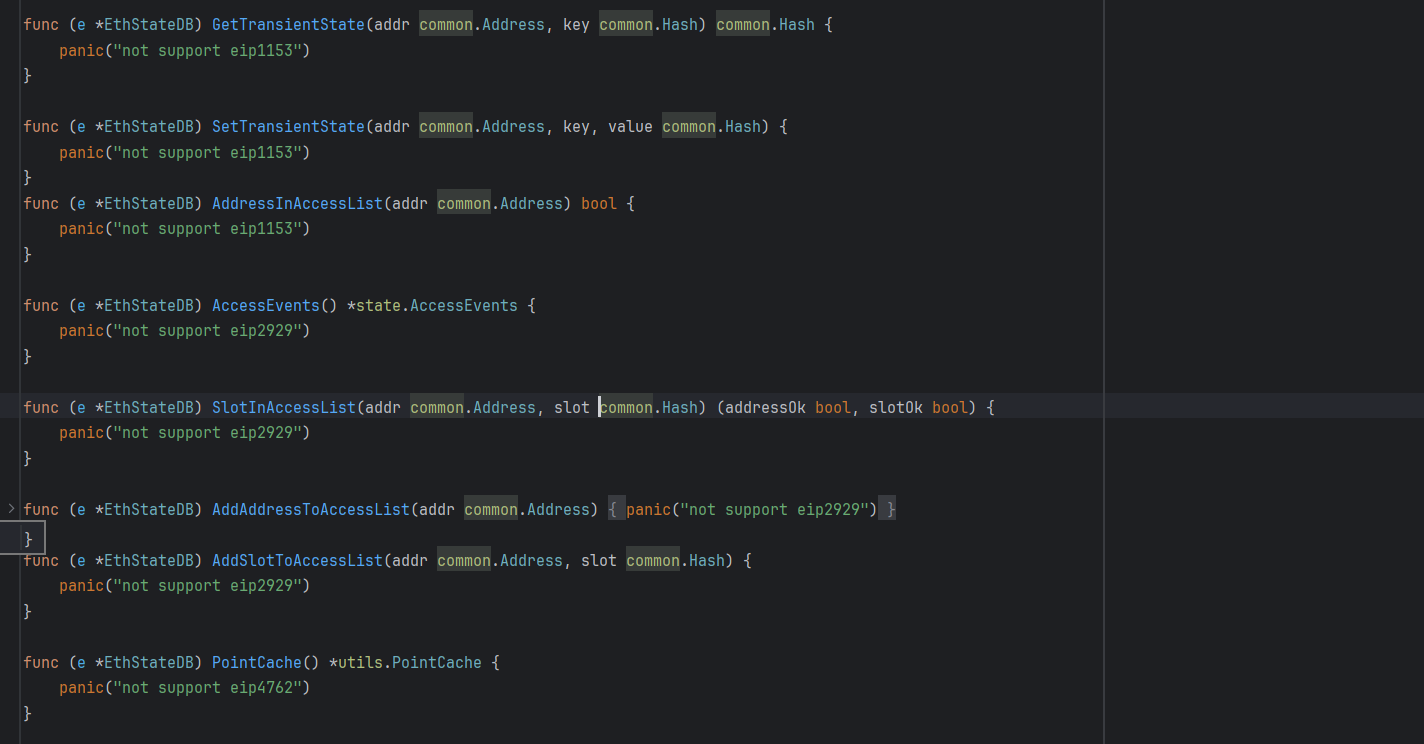 func (e *EthStateDB) GetTransientState(addr common.Address, key common.Hash) common.Hash {
    panic("not support eip1153")
}

func (e *EthStateDB) SetTransientState(addr common.Address, key, value common.Hash) {
    panic("not support eip1153")
}
func (e *EthStateDB) AddressInAccessList(addr common.Address) bool {
    panic("not support eip1153")
}

func (e *EthStateDB) AccessEvents() *state.AccessEvents {
    panic("not support eip2929")
}

func (e *EthStateDB) SlotInAccessList(addr common.Address, slot common.Hash) (addressOk bool, slotOk bool) {
    panic("not support eip2929")
}

func (e *EthStateDB) AddAddressToAccessList(addr common.Address) { panic("not support eip2929") }
}
func (e *EthStateDB) AddSlotToAccessList(addr common.Address, slot common.Hash) {
    panic("not support eip2929")
}

func (e *EthStateDB) PointCache() *utils.PointCache {
    panic("not support eip4762")
}